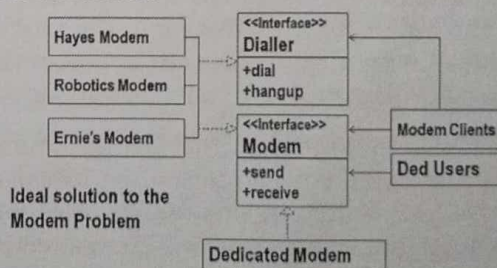 Hayes Modem
Robotics Modem
Ernie's Modem
<<Interface>>
Dialler
+dial
+hangup
<<Interface>>
Modem
+send
+receive
Modem Clients
Ded Users
Ideal solution to the
Modem Problem
Dedicated Modem